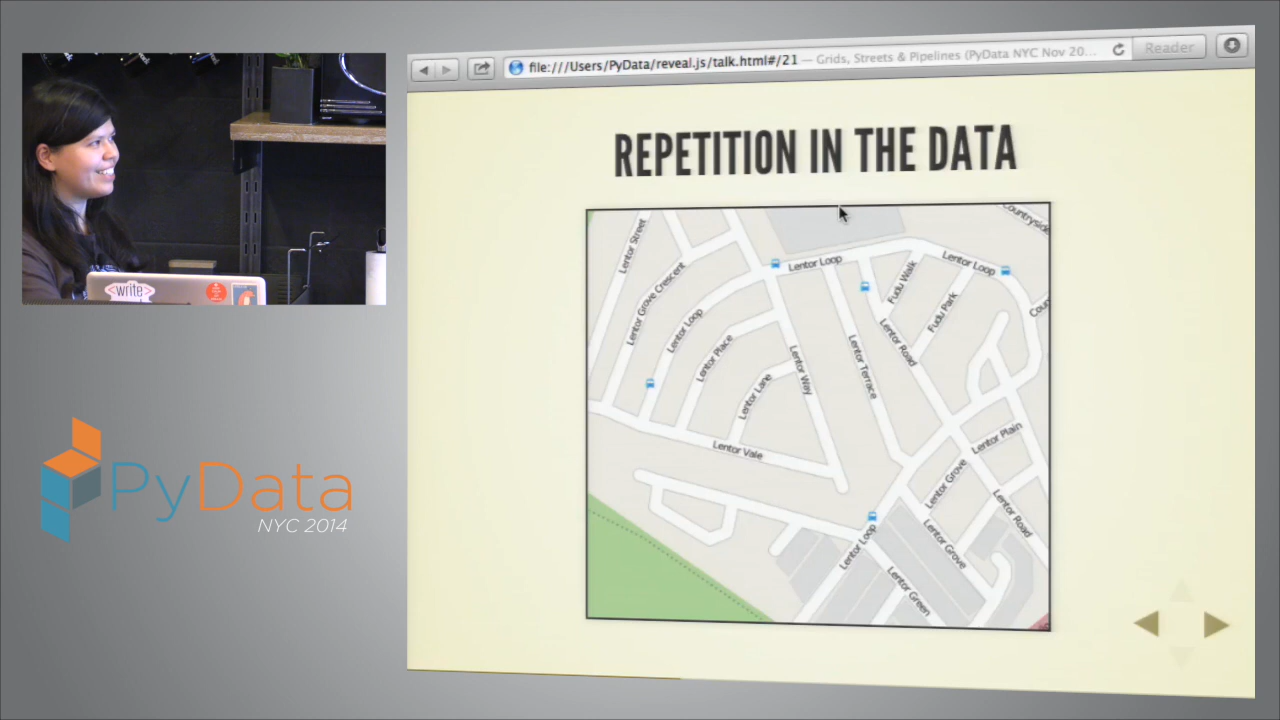 file:///Users/PyData/reveal.js/talk.html#/21 — Grids, Streets & Pipelines (PyData NYC Nov 20...
Reader
REPETITION IN THE DATA
Lentor Street
Countryside
Lentor Loop
Lentor Loop
Fudu Walk
Lentor Grove Crescent
Fudu Park
Cou
Lentor Loop
Lentor Road
Lentor Place
Lentor Way
Lentor Terrace
Lentor Lane
Lentor Plain
Lentor Vale
Lentor Grove
Lentor Road
Lentor Loop
Lentor Grove
Lentor Green
<write
PyData
NYC 2014